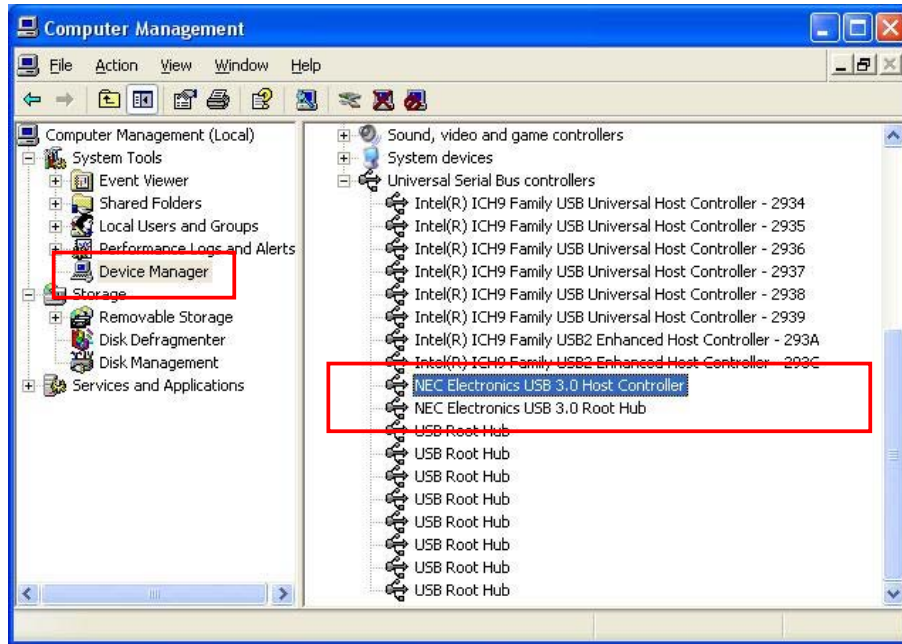 Computer Management
File Action View Window Help
Computer Management (Local)
System Tools
Event Viewer
Shared Folders
Local Users and Groups
Performance Logs and Alerts
Device Manager
Storage
Removable Storage
Disk Defragmenter
Disk Management
Services and Applications
Sound, video and game controllers
System devices
Universal Serial Bus controllers
Intel(R) ICH9 Family USB Universal Host Controller - 2934
Intel(R) ICH9 Family USB Universal Host Controller - 2935
Intel(R) ICH9 Family USB Universal Host Controller - 2936
Intel(R) ICH9 Family USB Universal Host Controller - 2937
Intel(R) ICH9 Family USB Universal Host Controller - 2938
Intel(R) ICH9 Family USB Universal Host Controller - 2939
Intel(R) ICH9 Family USB2 Enhanced Host Controller - 293A
Intel(R) ICH9 Family USB2 Enhanced Host Controller - 293C
NEC Electronics USB 3.0 Host Controller
NEC Electronics USB 3.0 Root Hub
USB Root Hub
USB Root Hub
USB Root Hub
USB Root Hub
USB Root Hub
USB Root Hub
USB Root Hub
USB Root Hub